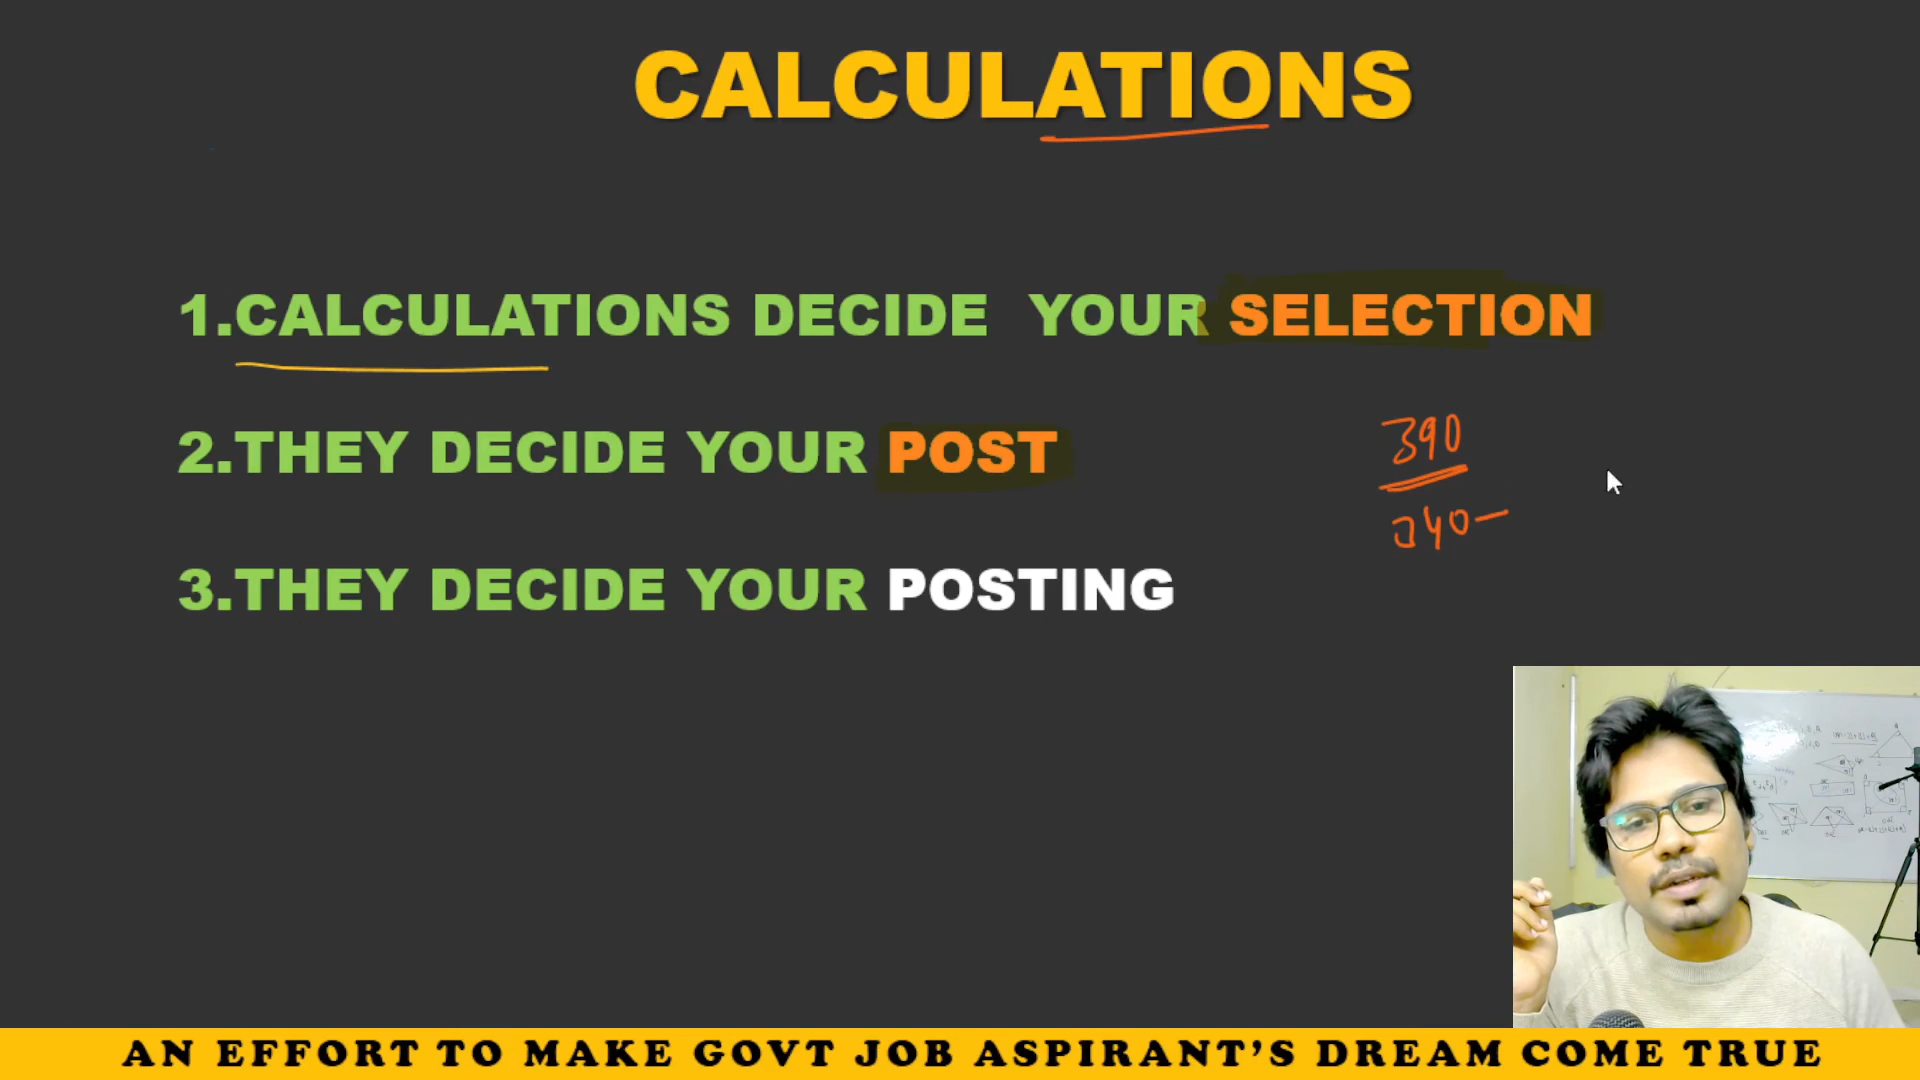 CALCULATIONS
1.CALCULATIONS DECIDE YOUR SELECTION
2.THEY DECIDE YOUR POST
390
340-
3.THEY DECIDE YOUR POSTING
AN EFFORT TO MAKE GOVT JOB ASPIRANT'S DREAM COME TRUE